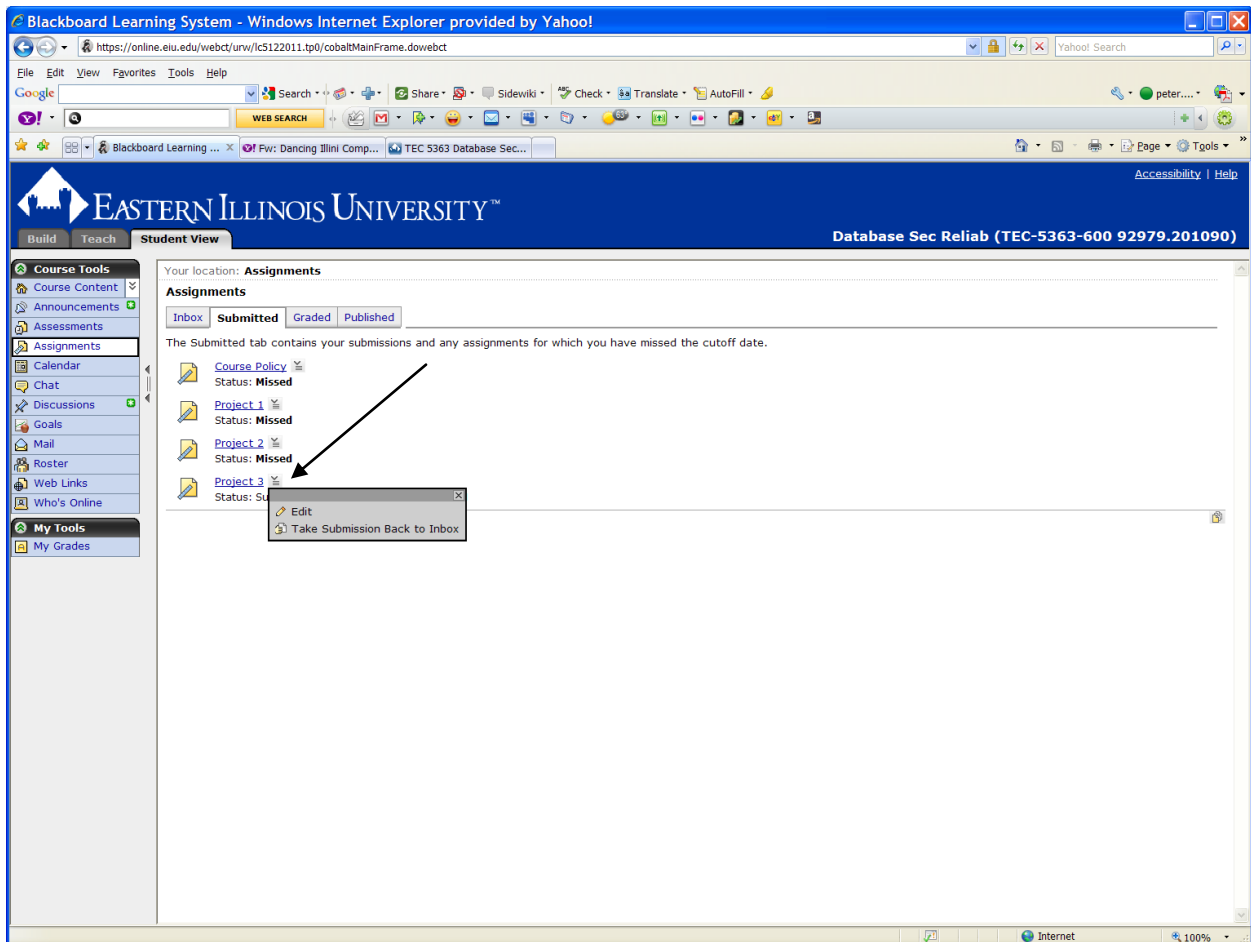 Blackboard Learning System - Windows Internet Explorer provided by Yahoo!
https://online.eiu.edu/webct/urw/lc5122011.tp0/cobaltMainFrame.dowebct
Yahoo! Search
File Edit View Favorites Tools Help
Google Search Share Sidewiki Check Translate AutoFill peter....
Y! WEB SEARCH
Blackboard Learning ... Y! Fw: Dancing Illini Comp... TEC 5363 Database Sec... Page Tools
Accessibility | Help
EASTERN ILLINOIS UNIVERSITY™
Build Teach Student View Database Sec Reliab (TEC-5363-600 92979.201090)
Course Tools
Course Content
Announcements
Assessments
Assignments
Calendar
Chat
Discussions
Goals
Mail
Roster
Web Links
Who's Online
My Tools
My Grades
Your location: Assignments
Assignments
Inbox Submitted Graded Published
The Submitted tab contains your submissions and any assignments for which you have missed the cutoff date.
Course Policy
Status: Missed
Project 1
Status: Missed
Project 2
Status: Missed
Project 3
Status: Su
Edit
Take Submission Back to Inbox
Internet 100%